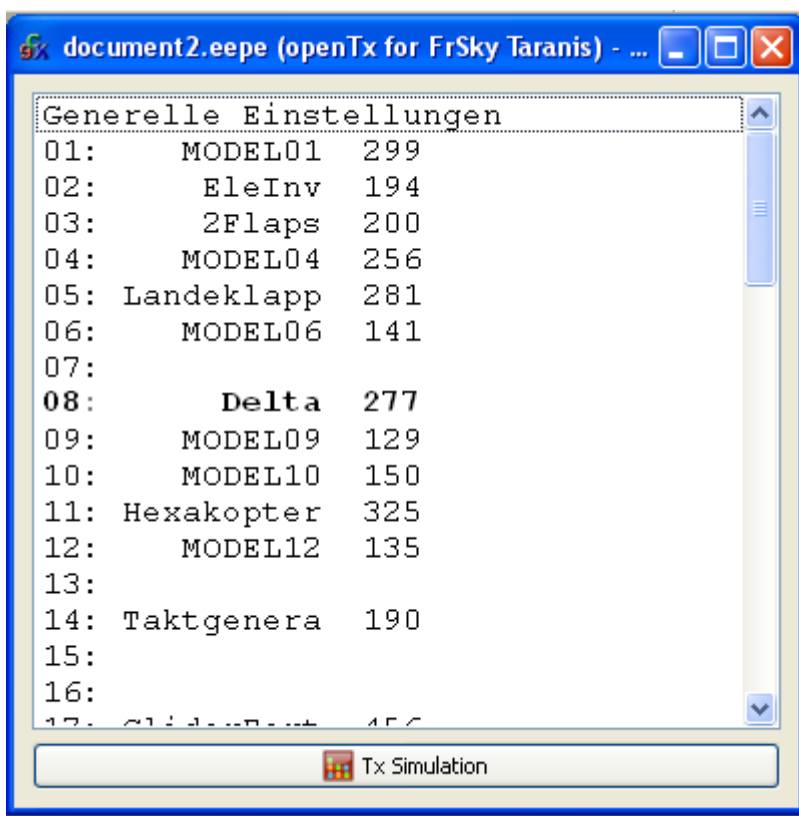 document2.eepe (openTx for FrSky Taranis) - ...
Generelle Einstellungen
01: MODEL01 299
02: EleInv 194
03: 2Flaps 200
04: MODEL04 256
05: Landeklapp 281
06: MODEL06 141
07:
08: Delta 277
09: MODEL09 129
10: MODEL10 150
11: Hexakopter 325
12: MODEL12 135
13:
14: Taktgenera 190
15:
16:
17: 456
Tx Simulation